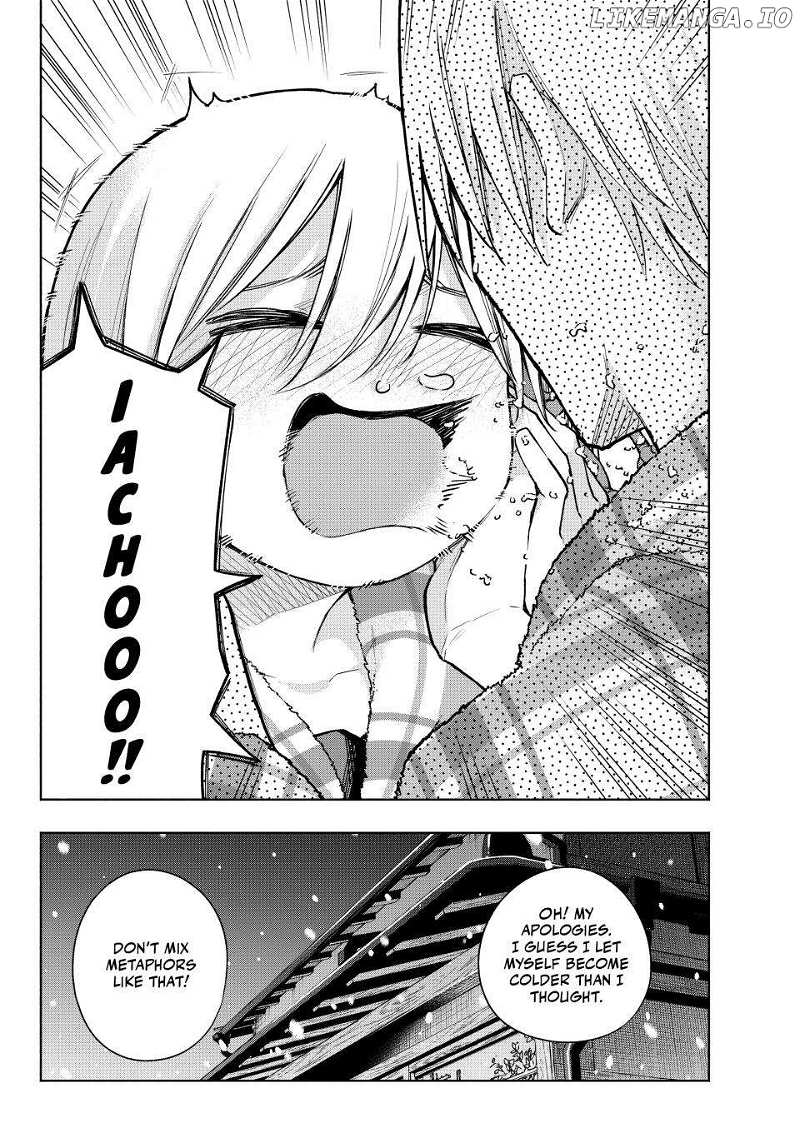 LIKEMANGA.IO
IACHOOO!!
OH! MY
APOLOGIES.
I GUESS I LET
MYSELF BECOME
COLDER THAN I
THOUGHT.
DON'T MIX
METAPHORS
LIKE THAT!